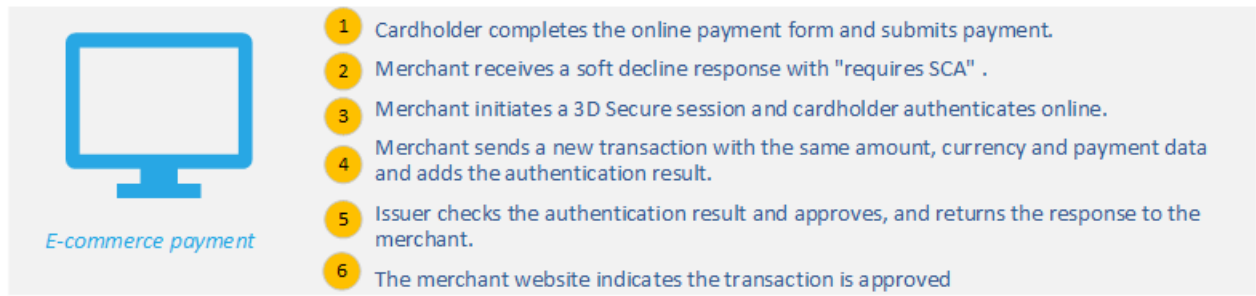 1 Cardholder completes the online payment form and submits payment.
2 Merchant receives a soft decline response with "requires SCA" .
3 Merchant initiates a 3D Secure session and cardholder authenticates online.
4 Merchant sends a new transaction with the same amount, currency and payment data
and adds the authentication result.
5 Issuer checks the authentication result and approves, and returns the response to the
merchant.
6 The merchant website indicates the transaction is approved
E-commerce payment